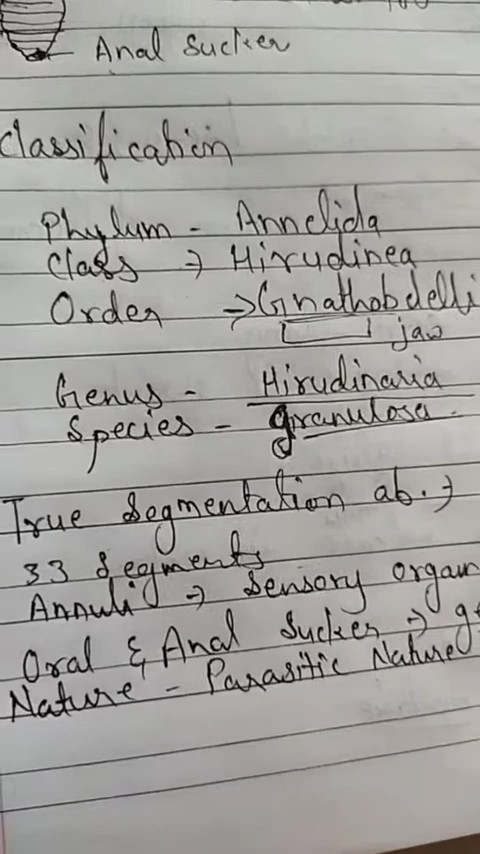 Anal Sucker
Classification
Phylum - Annelida
Class → Hirudinea
Order → Gnathobdelli
jaw
Genus - Hirudinaria
Species - granulosa.
True Segmentation ab. →
33 Segments
Annuli → Sensory organ
Oral & Anal Sucker →
Nature - Parasitic Nature